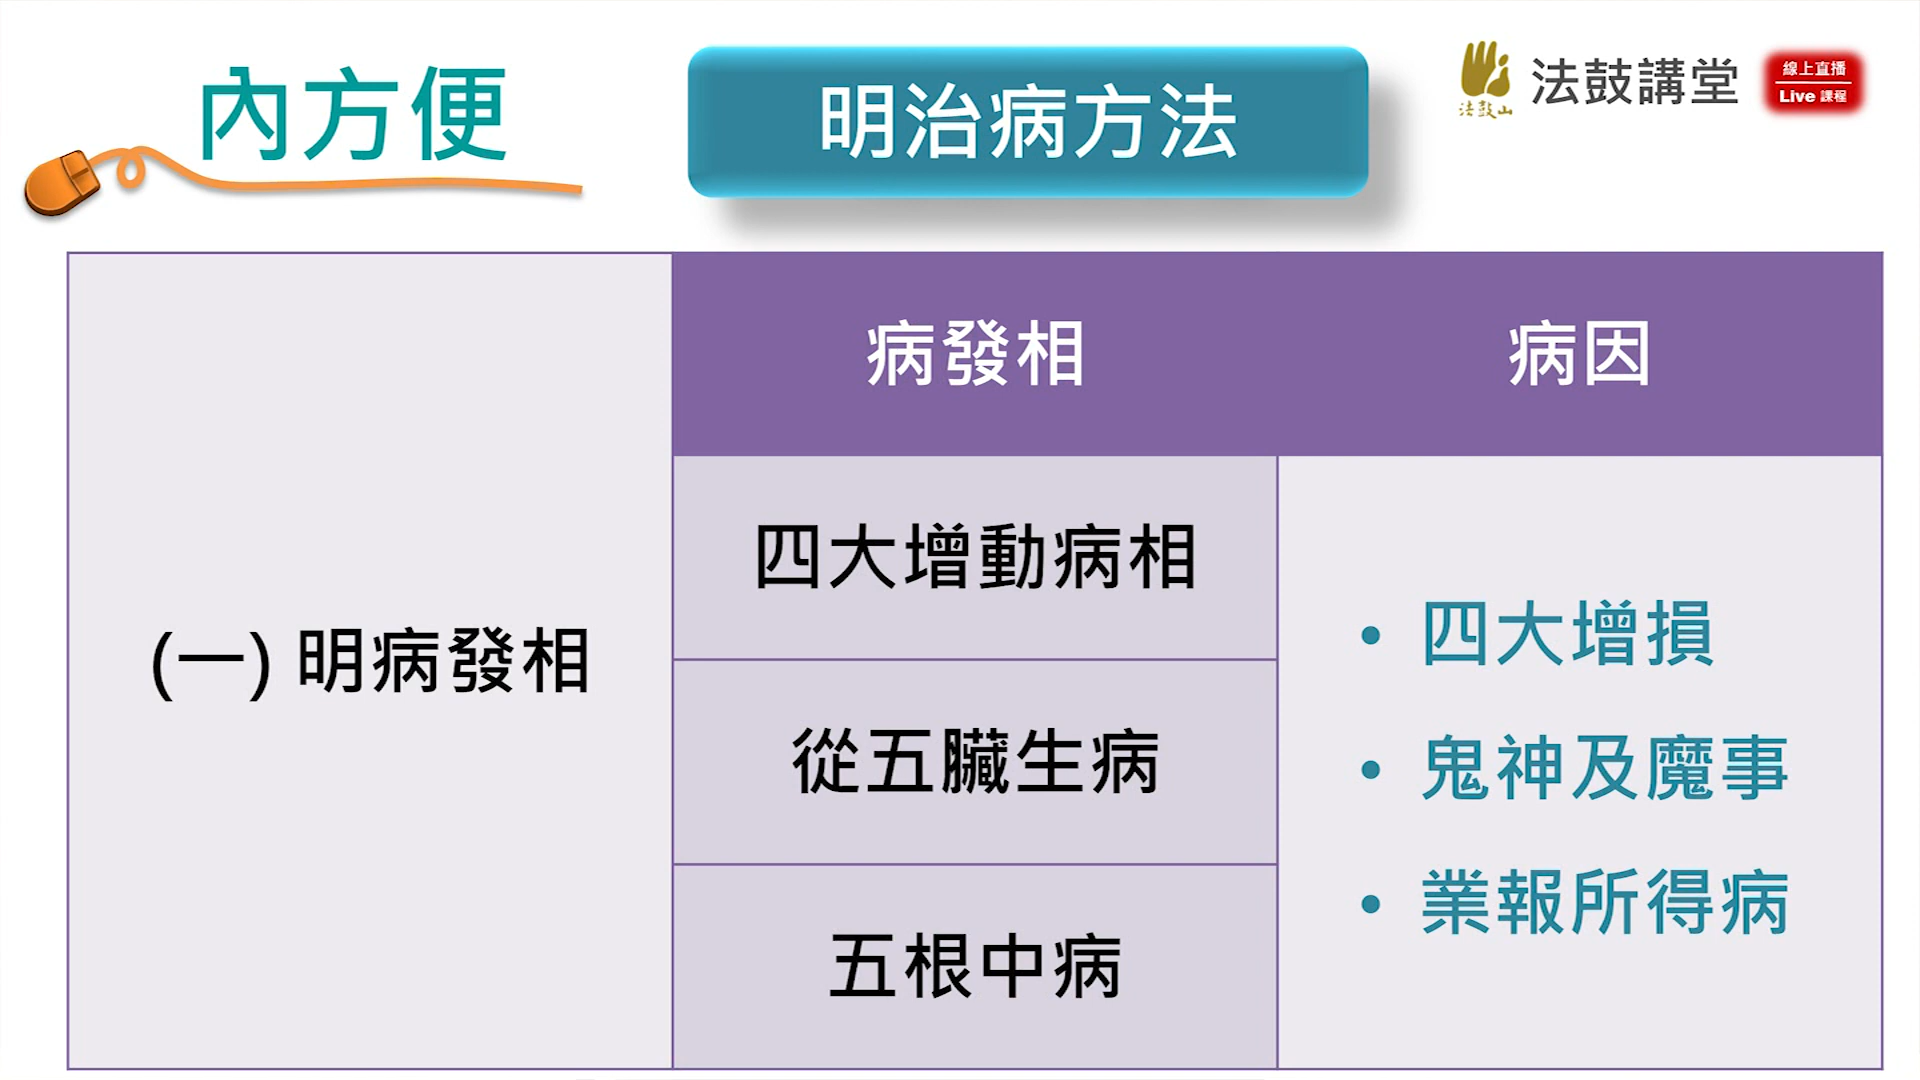 內方便
明治病方法
法鼓山
法鼓講堂
線上直播
Live 課程
病發相
病因
(一) 明病發相
四大增動病相
從五臟生病
五根中病
• 四大增損
• 鬼神及魔事
• 業報所得病